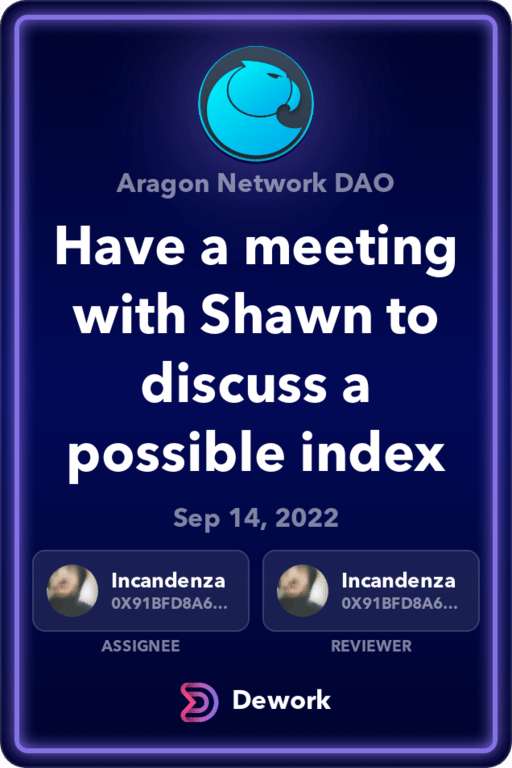 Aragon Network DAO
Have a meeting
with Shawn to
discuss a
possible index
Sep 14, 2022
Incandenza
0X91BFD8A6...
ASSIGNEE
Incandenza
0X91BFD8A6...
REVIEWER
Dework